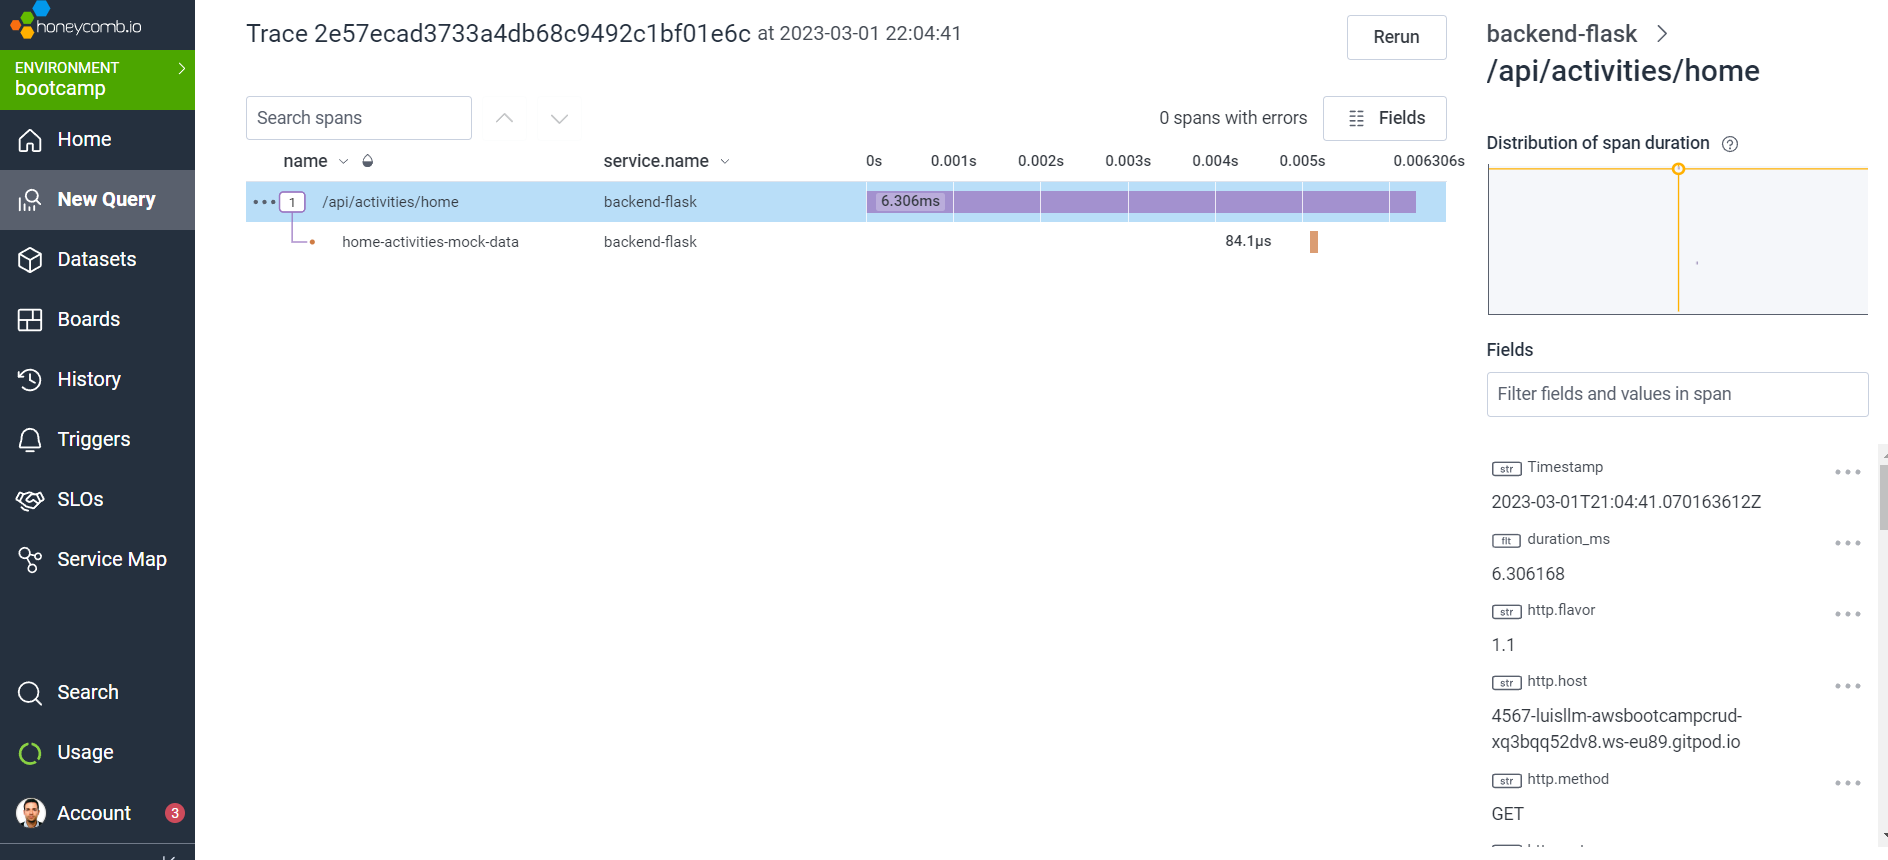 honeycomb.io
ENVIRONMENT
bootcamp
Home
New Query
Datasets
Boards
History
Triggers
SLOs
Service Map
Search
Usage
Account 3
Trace 2e57ecad3733a4db68c9492c1bf01e6c at 2023-03-01 22:04:41
Rerun
Search spans
0 spans with errors
Fields
name service.name 0s 0.001s 0.002s 0.003s 0.004s 0.005s 0.006306s
1 /api/activities/home backend-flask 6.306ms
home-activities-mock-data backend-flask 84.1µs
backend-flask
/api/activities/home
Distribution of span duration
Fields
Filter fields and values in span
str Timestamp
2023-03-01T21:04:41.070163612Z
flt duration_ms
6.306168
str http.flavor
1.1
str http.host
4567-luisllm-awsbootcampcrud-
xq3bqq52dv8.ws-eu89.gitpod.io
str http.method
GET